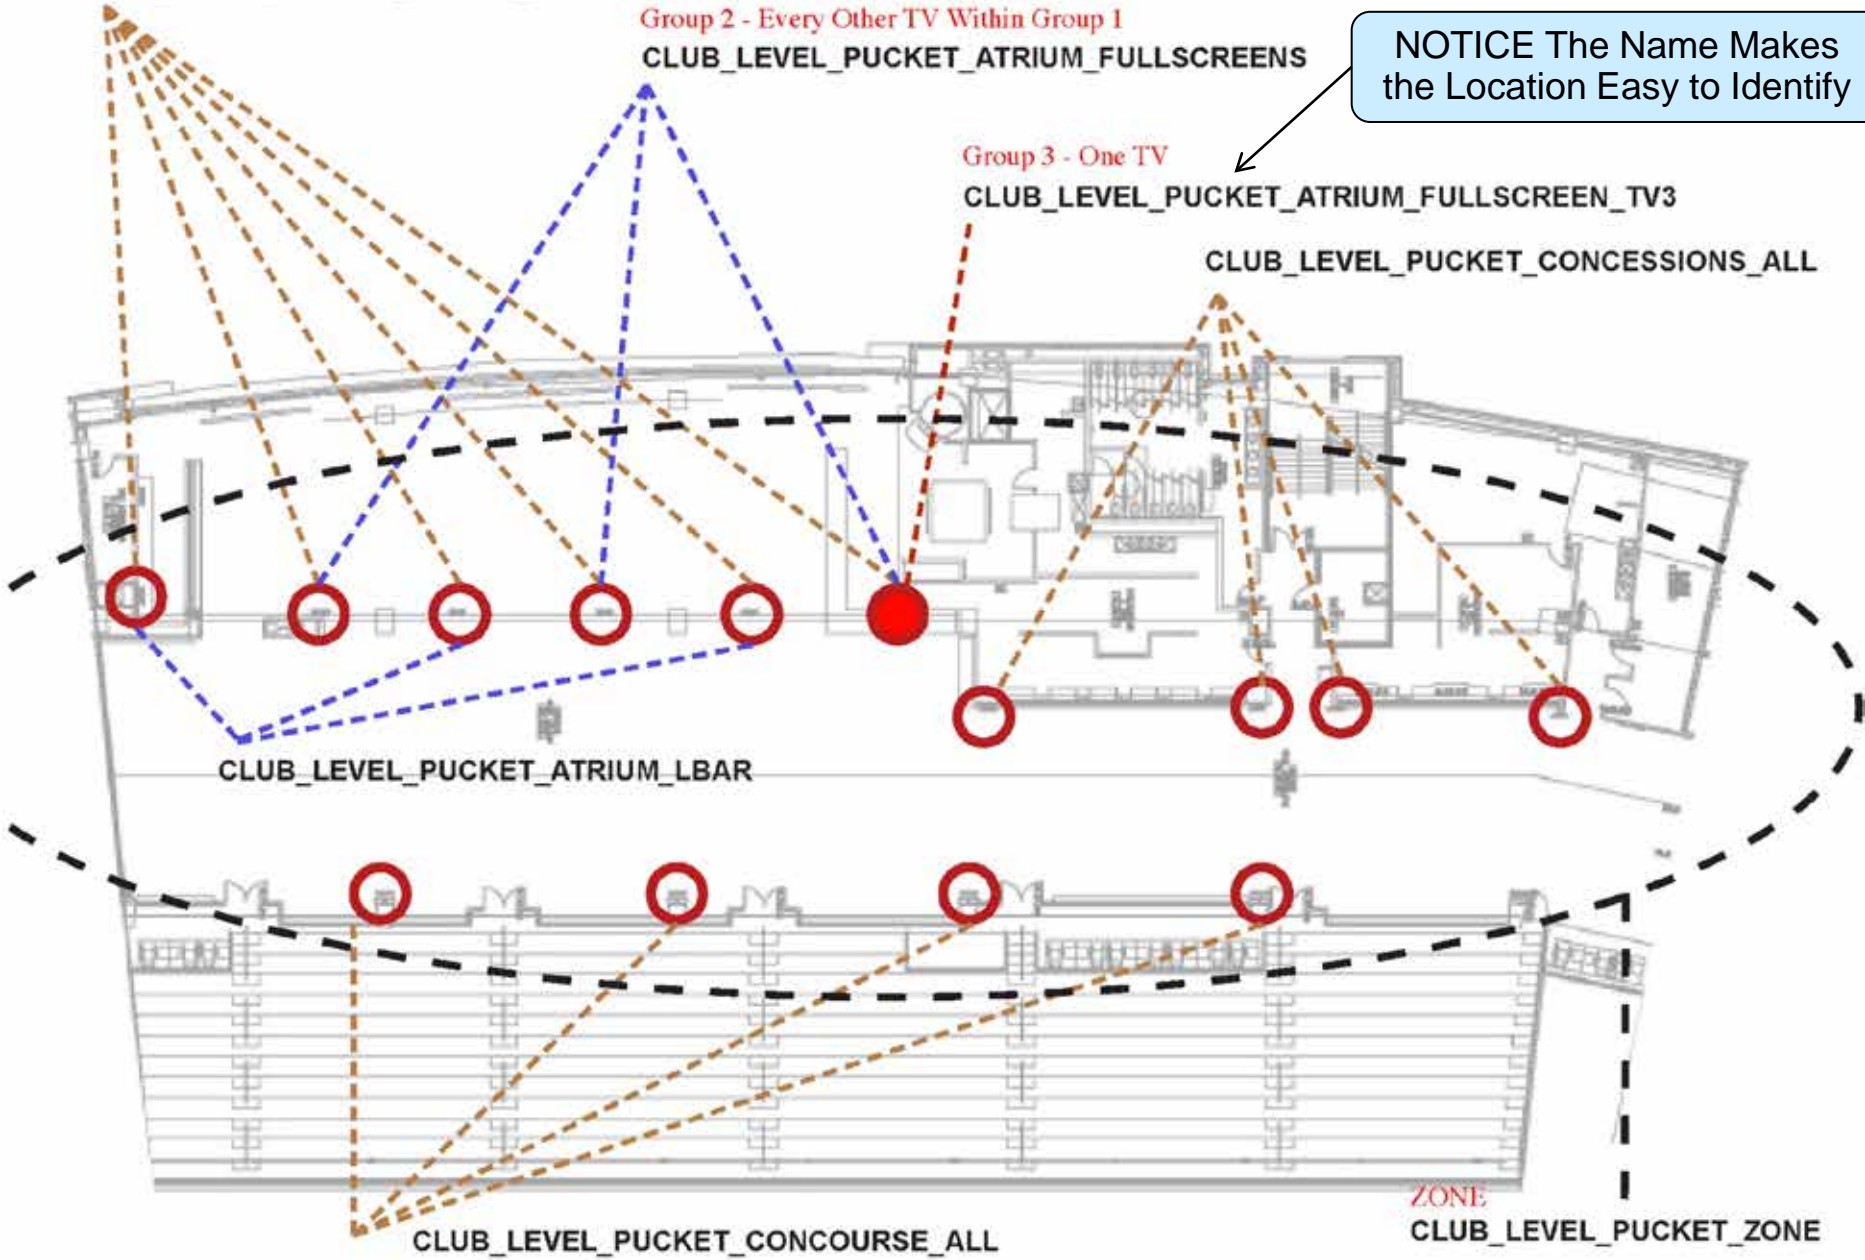 Group 2 - Every Other TV Within Group 1
CLUB_LEVEL_PUCKET_ATRIUM_FULLSCREENS
NOTICE The Name Makes
the Location Easy to Identify
Group 3 - One TV
CLUB_LEVEL_PUCKET_ATRIUM_FULLSCREEN_TV3
CLUB_LEVEL_PUCKET_CONCESSIONS_ALL
CLUB_LEVEL_PUCKET_ATRIUM_LBAR
CLUB_LEVEL_PUCKET_CONCOURSE_ALL
ZONE
CLUB_LEVEL_PUCKET_ZONE